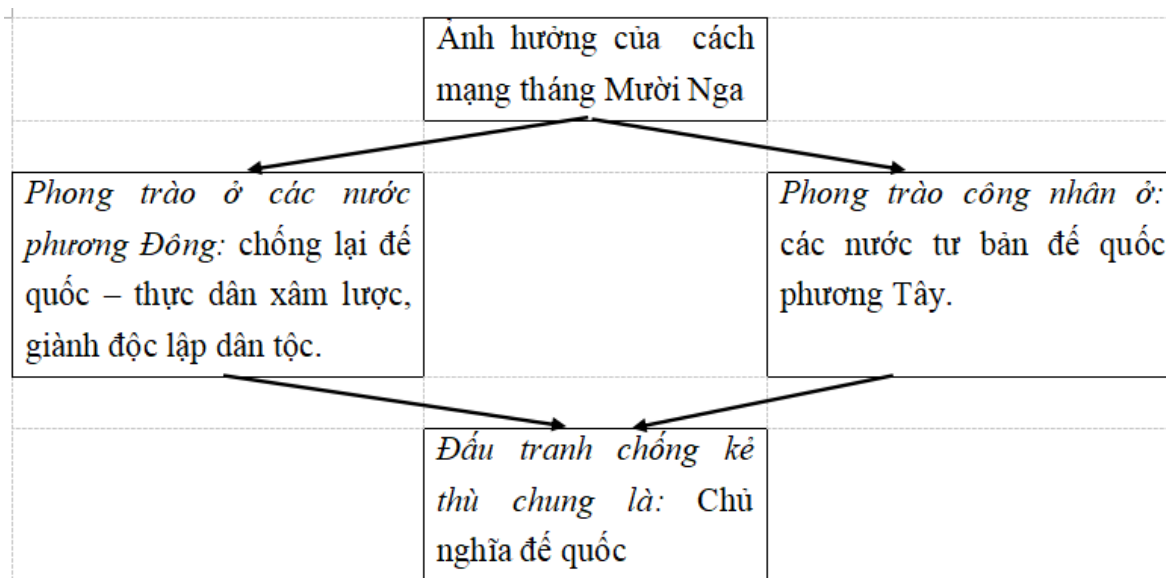 Ảnh hưởng của cách
mạng tháng Mười Nga
Phong trào ở các nước
phương Đông: chống lại đế
quốc – thực dân xâm lược,
giành độc lập dân tộc.
Phong trào công nhân ở:
các nước tư bản đế quốc
phương Tây.
Đấu tranh chống kẻ
thù chung là: Chủ
nghĩa đế quốc